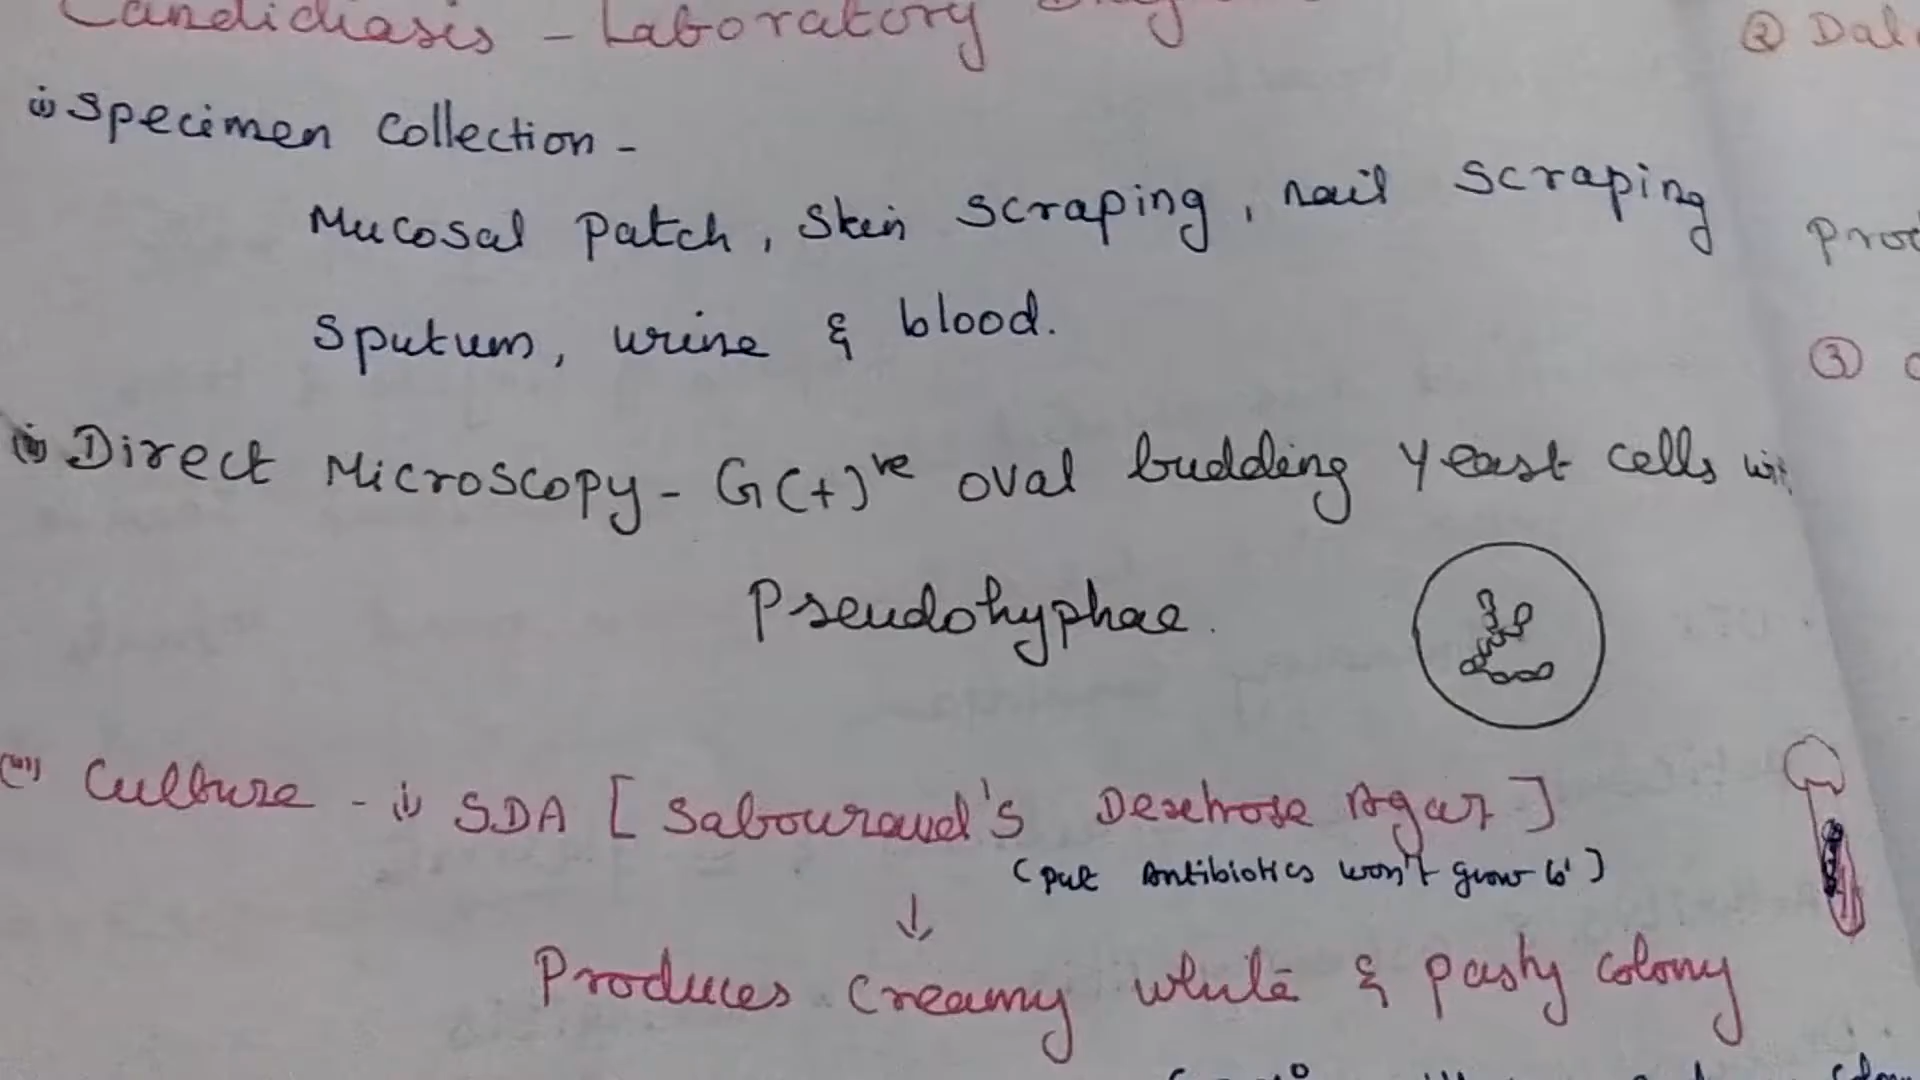 Candidiasis - Laboratory
(i) Specimen Collection -
Mucosal Patch, Skin Scraping, nail Scraping
Sputum, urine & blood.
(ii) Direct Microscopy - G(+)ve oval budding Yeast cells
Pseudohyphae.
(iii) Culture - (i) SDA [Sabouraud's Dextrose Agar]
(put Antibiotics won't grow
↓
Produces creamy white & pasty colony
②
③